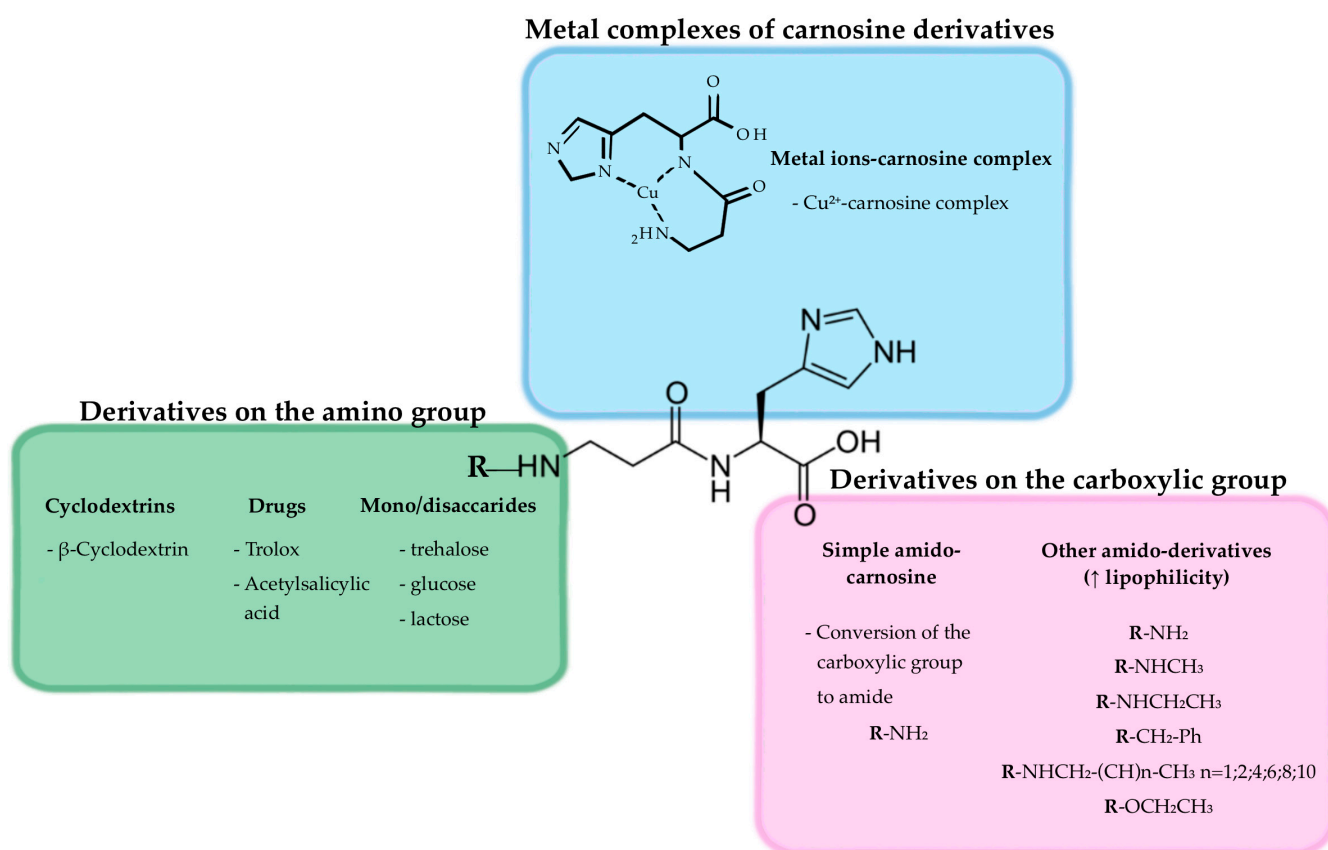 Metal complexes of carnosine derivatives
O
OH
N
N
N
Cu
O
₂HN
Metal ions-carnosine complex
- Cu²⁺-carnosine complex
N
NH
O
OH
R—HN
N
H
O
Derivatives on the amino group
Cyclodextrins
- β-Cyclodextrin
Drugs
- Trolox
- Acetylsalicylic
acid
Mono/disaccarides
- trehalose
- glucose
- lactose
Derivatives on the carboxylic group
Simple amido-
carnosine
- Conversion of the
carboxylic group
to amide
R-NH₂
Other amido-derivatives
(↑ lipophilicity)
R-NH₂
R-NHCH₃
R-NHCH₂CH₃
R-CH₂-Ph
R-NHCH₂-(CH)n-CH₃ n=1;2;4;6;8;10
R-OCH₂CH₃